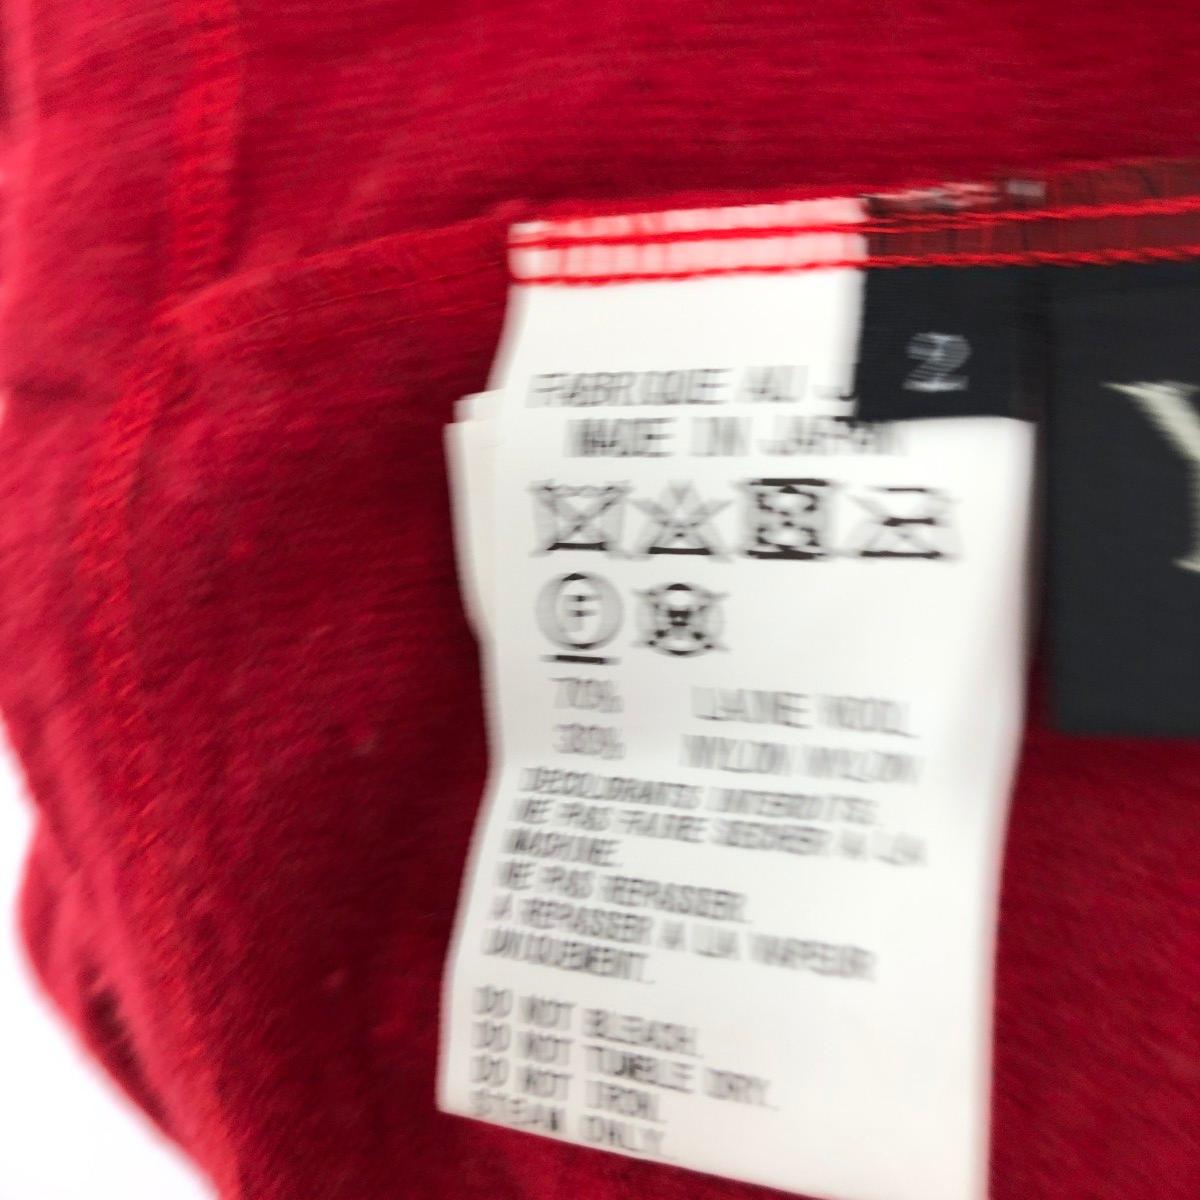 2
FABRIQUE AU J
MADE IN JAPAN
Y
F
70% LAINE WOOL
30% NYLON NYLON
DECOLORANTS INTERDITS.
NE PAS FAIRE SECHER A LA
MACHINE.
NE PAS REPASSER.
A REPASSER A LA VAPEUR
UNIQUEMENT.
DO NOT BLEACH.
DO NOT TUMBLE DRY.
DO NOT IRON.
STEAM ONLY.